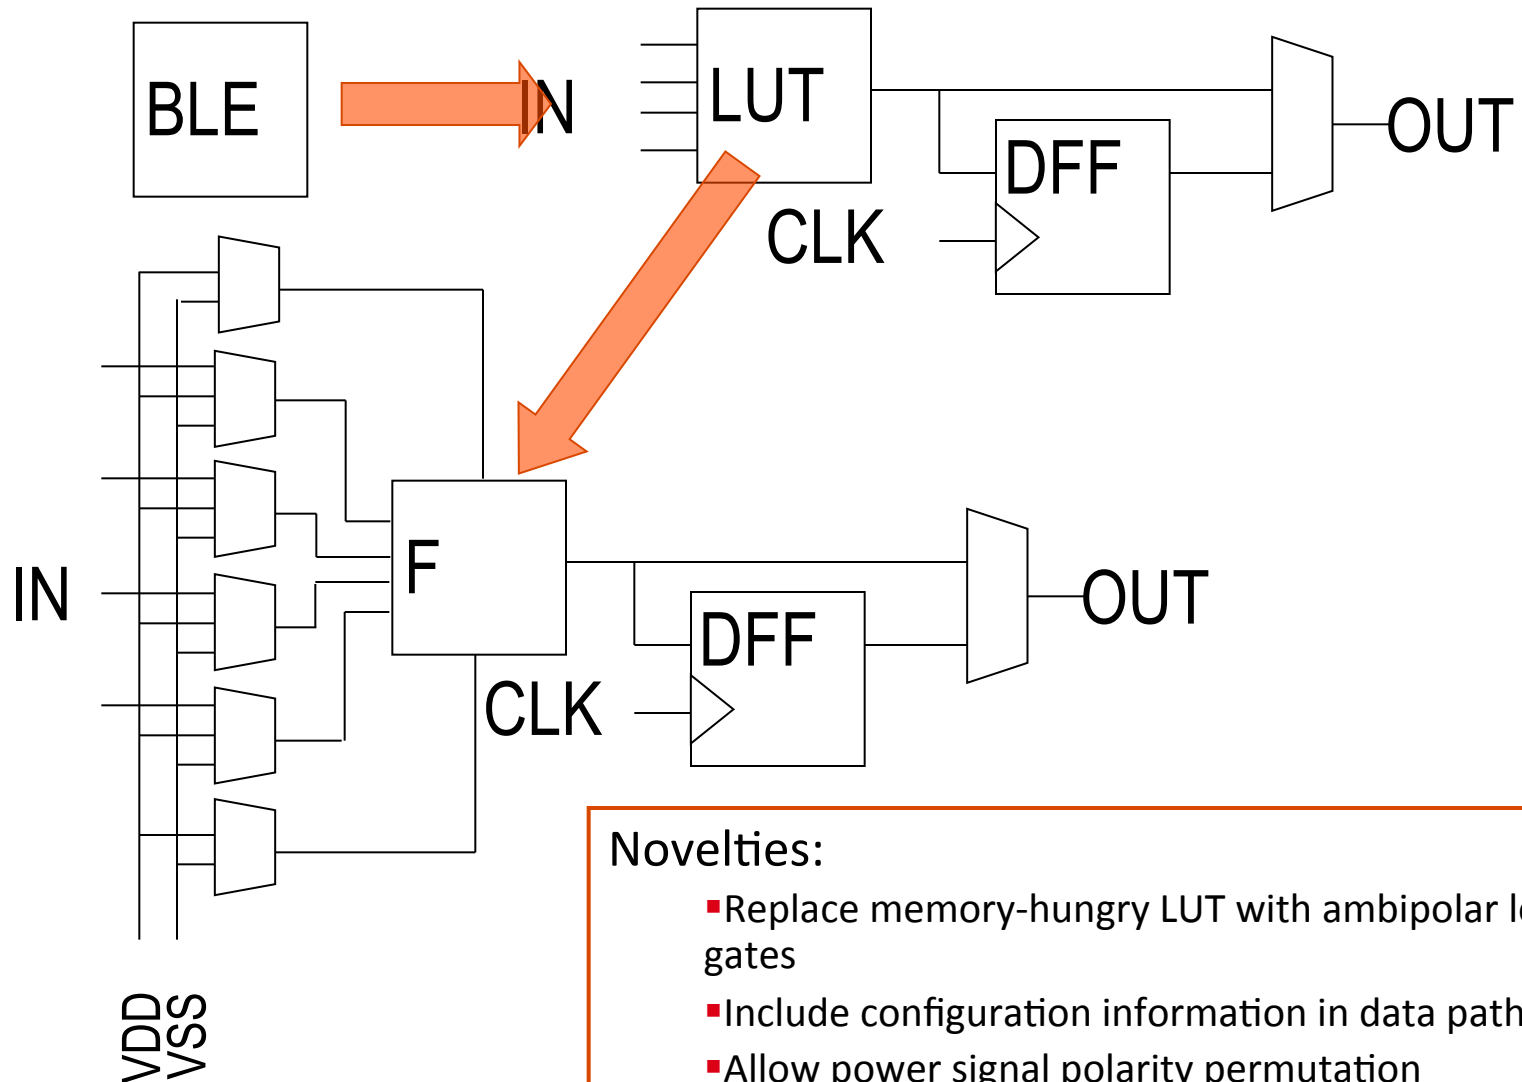 BLE
IN
LUT
DFF
OUT
CLK
IN
F
DFF
OUT
CLK
VDD
VSS
Novelties:
▪Replace memory-hungry LUT with ambipolar
gates
▪Include configuration information in data path
▪Allow power signal polarity permutation